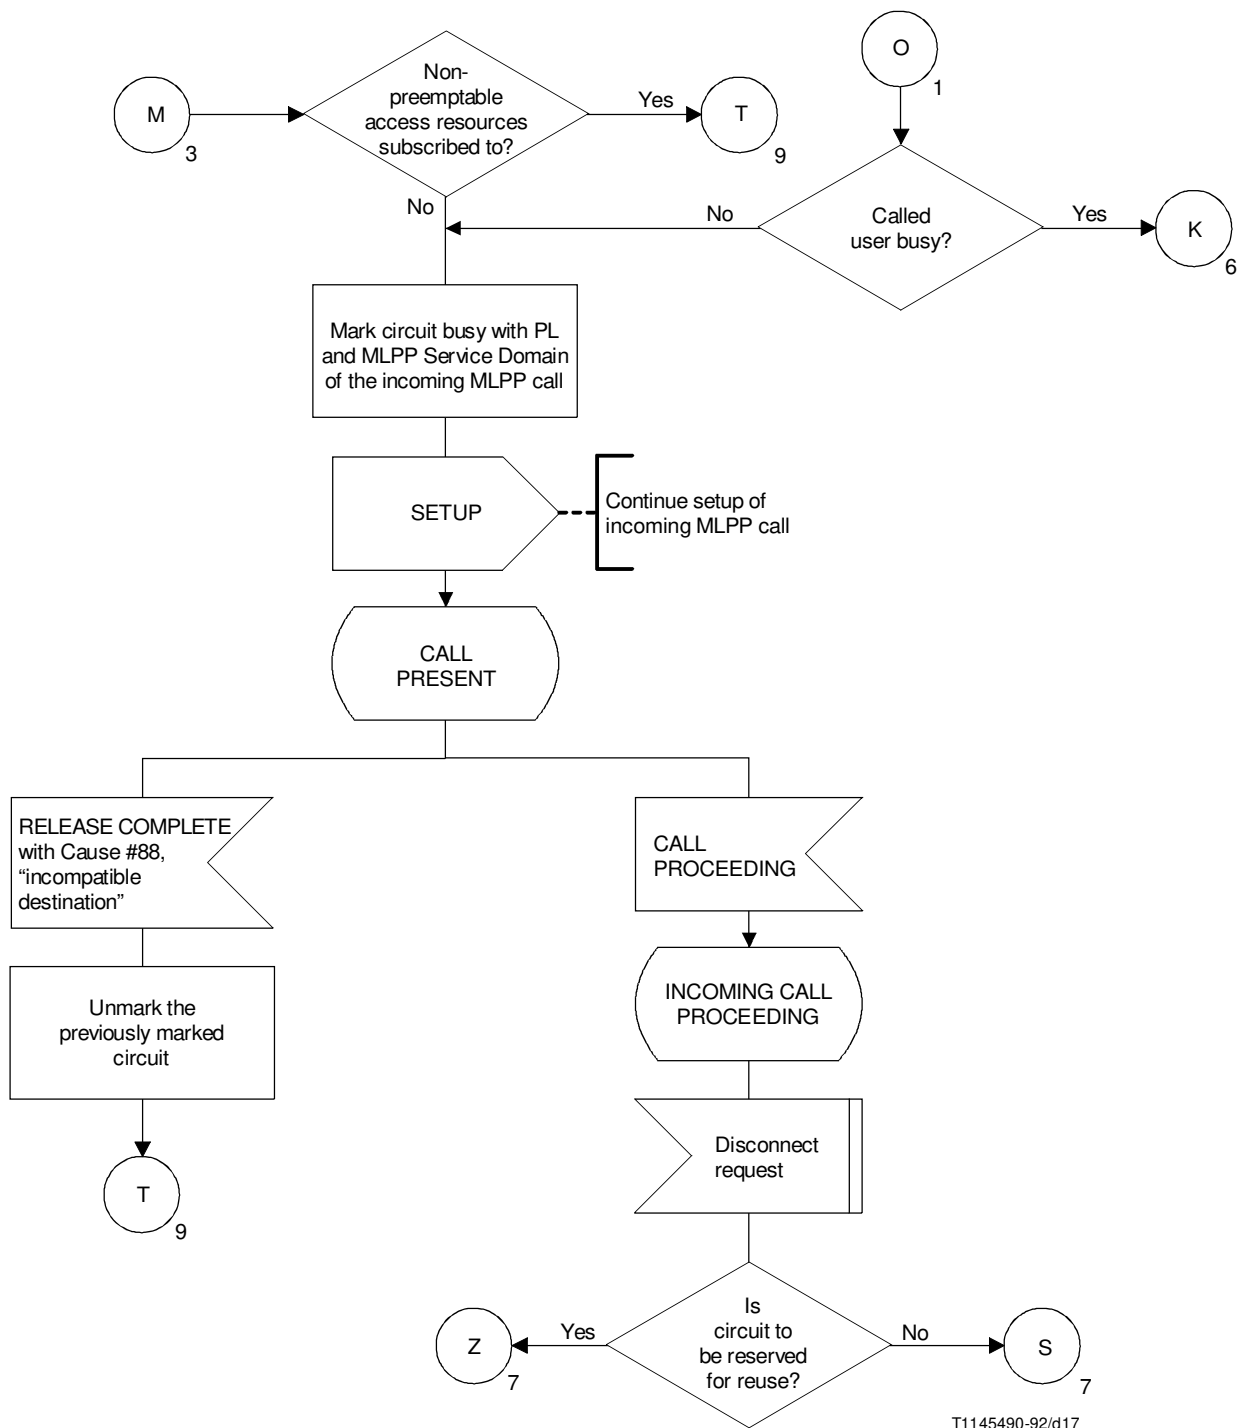 O
1
M
3
Non-
preemptable
access resources
subscribed to?
Yes
T
9
No
No
Called
user busy?
Yes
K
6
Mark circuit busy with PL
and MLPP Service Domain
of the incoming MLPP call
SETUP
Continue setup of
incoming MLPP call
CALL
PRESENT
RELEASE COMPLETE
with Cause #88,
“incompatible
destination”
CALL
PROCEEDING
Unmark the
previously marked
circuit
INCOMING CALL
PROCEEDING
T
9
Disconnect
request
Is
circuit to
be reserved
for reuse?
Yes
Z
7
No
S
7
T1145490-92/d17